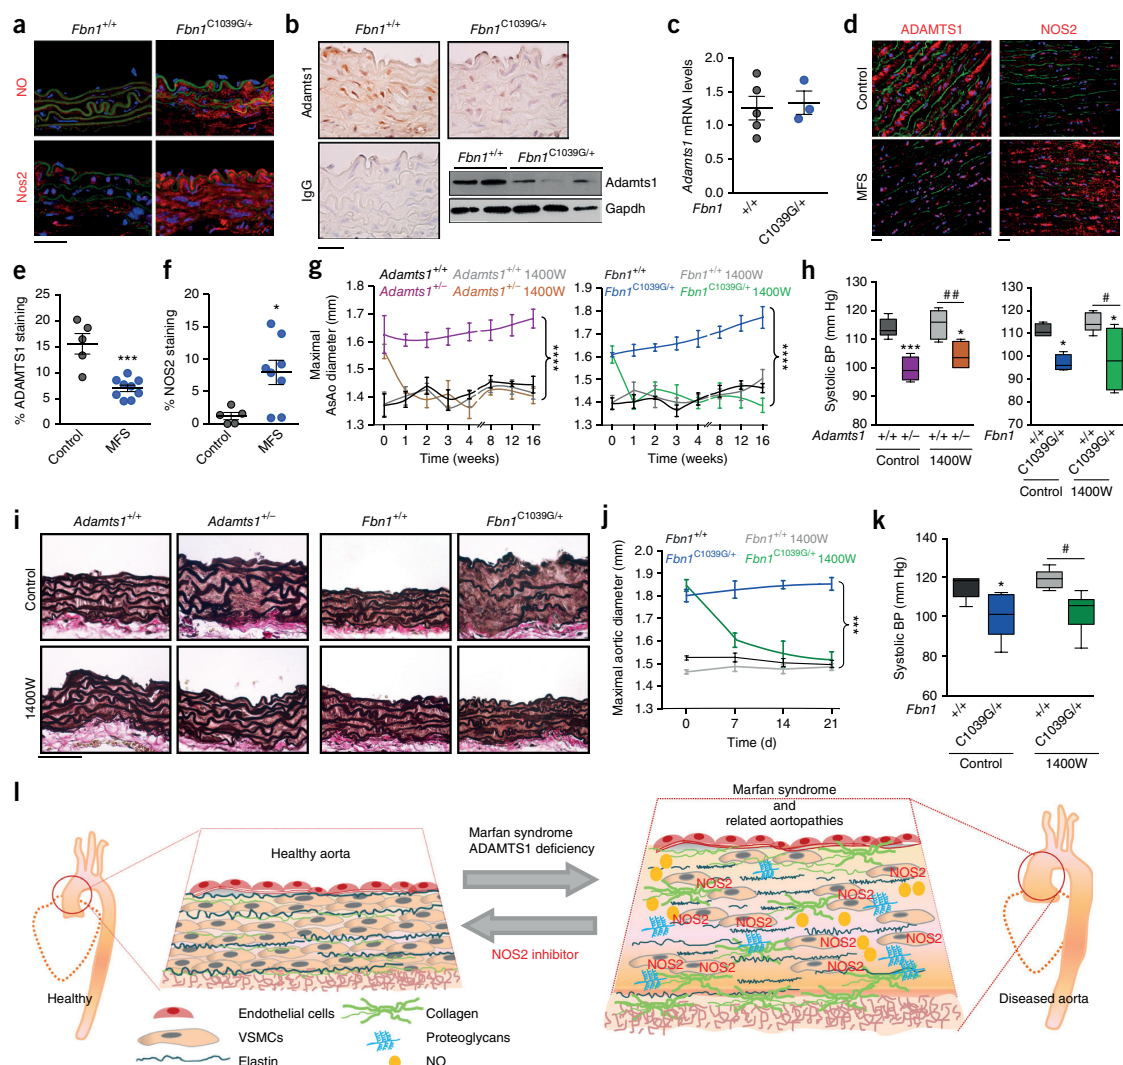 a
Fbn1+/+
Fbn1C1039G/+
NO
Nos2
b
Fbn1+/+
Fbn1C1039G/+
Adamts1
IgG
Fbn1+/+
Fbn1C1039G/+
Adamts1
Gapdh
c
Adamts1 mRNA levels
2.0
1.5
1.0
0.5
0.0
Fbn1
+/+
C1039G/+
d
ADAMTS1
NOS2
Control
MFS
e
% ADAMTS1 staining
25
20
15
10
5
0
***
Control
MFS
f
% NOS2 staining
20
15
10
5
0
*
Control
MFS
g
Maximal
AsAo diameter (mm)
Adamts1+/+ Adamts1+/+ 1400W
Adamts1+/− Adamts1+/− 1400W
1.7
1.6
1.5
1.4
1.3
0 1 2 3 4 8 12 16
Time (weeks)
****
Fbn1+/+ Fbn1+/+ 1400W
Fbn1C1039G/+ Fbn1C1039G/+ 1400W
1.8
1.7
1.6
1.5
1.4
1.3
0 1 2 3 4 8 12 16
Time (weeks)
****
h
Systolic BP (mm Hg)
130
120
110
100
90
80
##
***
*
Adamts1 +/+ +/− +/+ +/−
Control 1400W
130
120
110
100
90
80
70
#
*
*
Fbn1
+/+
C1039G/+
+/+
C1039G/+
Control 1400W
i
Adamts1+/+
Adamts1+/−
Fbn1+/+
Fbn1C1039G/+
Control
1400W
j
Maximal aortic diameter (mm)
Fbn1+/+ Fbn1+/+ 1400W
Fbn1C1039G/+ Fbn1C1039G/+ 1400W
2.0
1.9
1.8
1.7
1.6
1.5
1.4
1.3
0 7 14 21
Time (d)
***
k
Systolic BP (mm Hg)
140
120
100
80
60
#
*
Fbn1
+/+
C1039G/+
+/+
C1039G/+
Control
1400W
l
Healthy aorta
Healthy
Marfan syndrome
ADAMTS1 deficiency
NOS2 inhibitor
Marfan syndrome
and
related aortopathies
NOS2
NOS2
NOS2
NOS2
NOS2
NOS2
NOS2
NOS2
NOS2
NOS2
Diseased aorta
Endothelial cells
VSMCs
Elastin
Collagen
Proteoglycans
NO